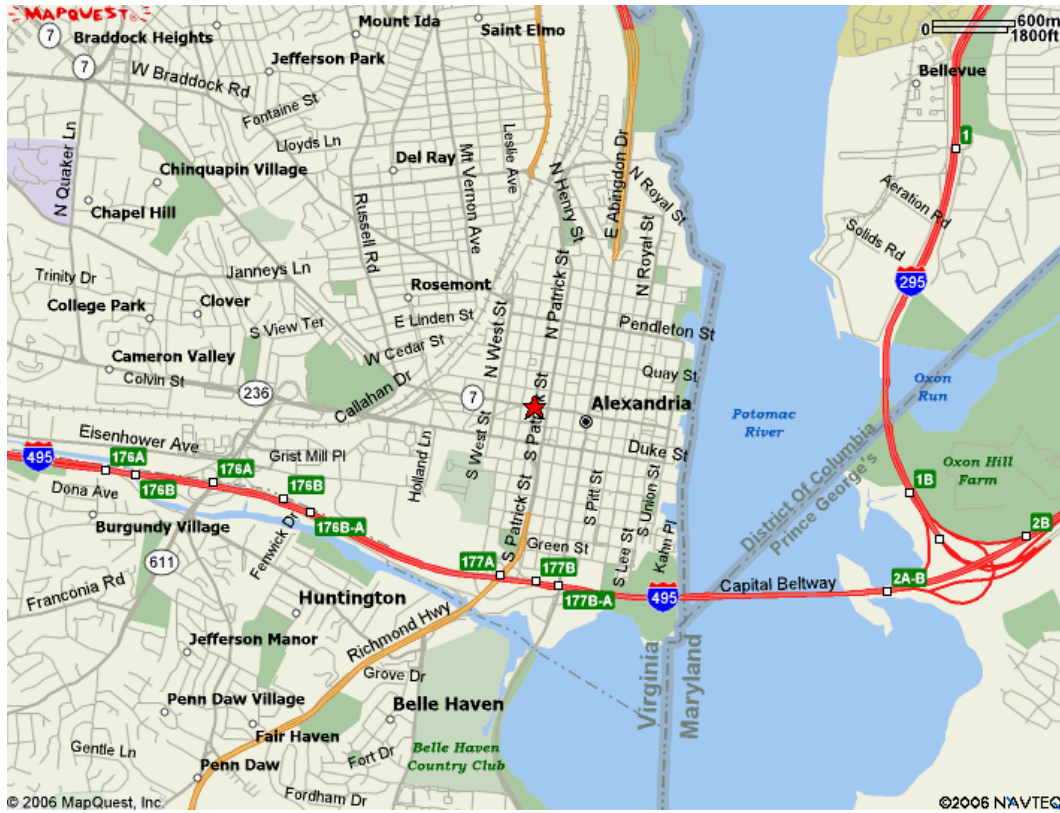 MAPQUEST
Mount Ida
Saint Elmo
600m
0
1800ft
7
Braddock Heights
7
W Braddock Rd
Jefferson Park
Bellevue
Fontaine St
Lloyds Ln
Leslie Ave
E Abingdon Dr
1
N Quaker Ln
Chinquapin Village
Del Ray
Mt Vernon Ave
N Henry St
N Royal St
Aeration Rd
Chapel Hill
Russell Rd
N Royal St
Solids Rd
Trinity Dr
Janneys Ln
295
College Park
Clover
Rosemont
N West St
N Patrick St
S View Ter
E Linden St
Pendleton St
Cameron Valley
W Cedar St
Quay St
Colvin St
236
Callahan Dr
7
Alexandria
Oxon
Run
Potomac
River
Eisenhower Ave
S West St
S Patrick St
Duke St
495
176A
176A
Grist Mill Pl
Holland Ln
District Of Columbia
Prince George's
Oxon Hill
Farm
176B
176B
Dona Ave
S Pitt St
S Union St
1B
Burgundy Village
176B-A
Fenwick Dr
S Patrick St
Green St
S Lee St
Kahn Pl
2B
611
177A
177B
177B-A
495
Capital Beltway
2A-B
Franconia Rd
Huntington
Richmond Hwy
Jefferson Manor
Virginia
Maryland
Grove Dr
Penn Daw Village
Belle Haven
Fair Haven
Gentle Ln
Fort Dr
Belle Haven
Country Club
Penn Daw
Fordham Dr
© 2006 MapQuest, Inc.
©2006 NAVTEQ